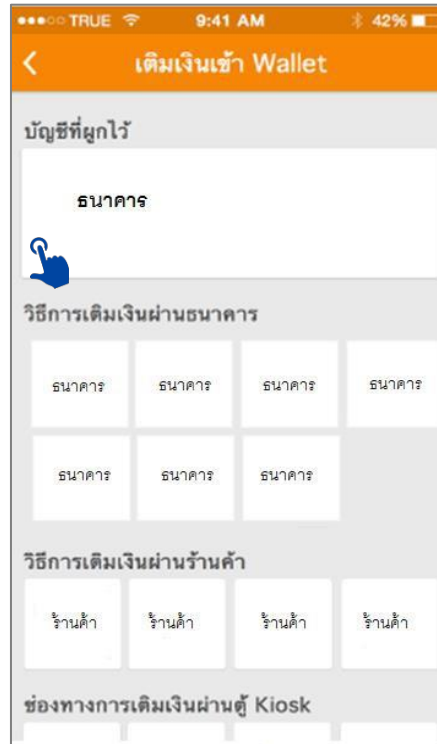 TRUE 9:41 AM 42%
เติมเงินเข้า Wallet
บัญชีที่ผูกไว้
ธนาคาร
วิธีการเติมเงินผ่านธนาคาร
ธนาคาร ธนาคาร ธนาคาร ธนาคาร
ธนาคาร ธนาคาร ธนาคาร
วิธีการเติมเงินผ่านร้านค้า
ร้านค้า ร้านค้า ร้านค้า ร้านค้า
ช่องทางการเติมเงินผ่านตู้ Kiosk